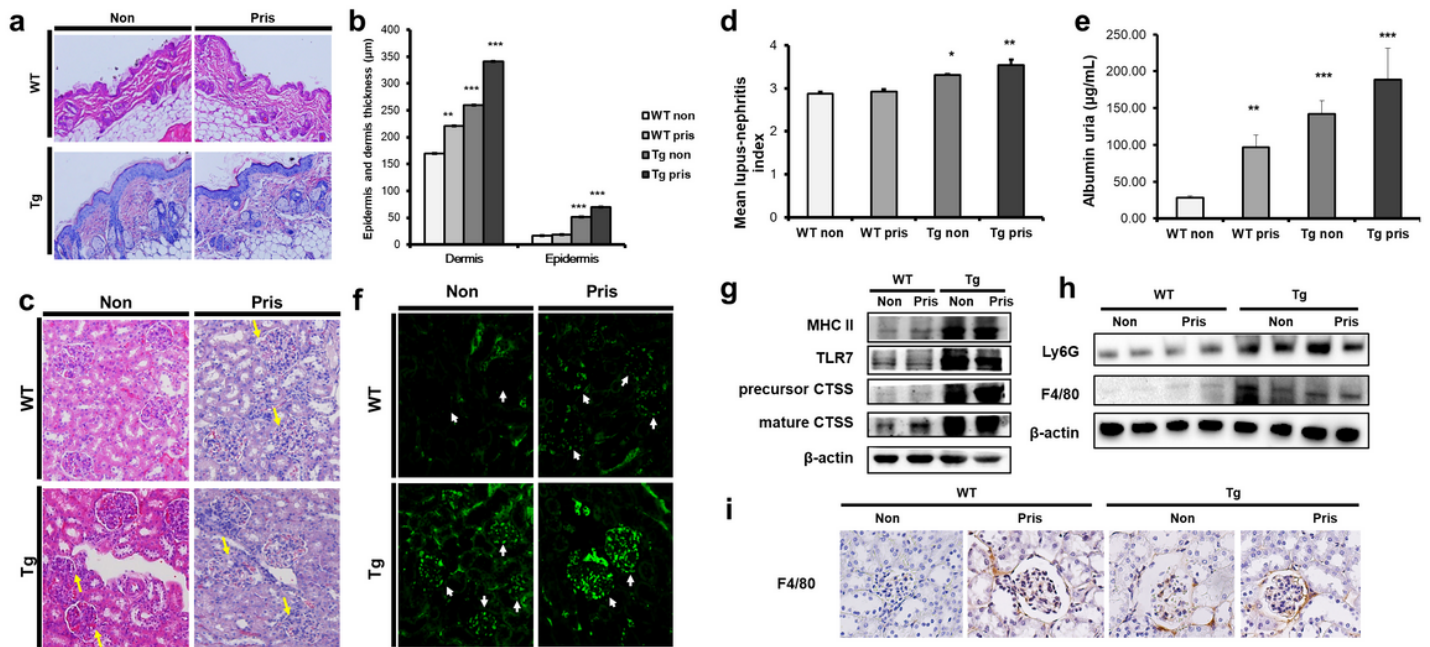 a
Non
Pris
WT
Tg
b
Epidermis and dermis thickness (µm)
400
350
300
250
200
150
100
50
0
**
***
***
***
***
Dermis
Epidermis
WT non
WT pris
Tg non
Tg pris
d
Mean lupus-nephritis
index
4
3
2
1
0
*
**
WT non
WT pris
Tg non
Tg pris
e
Albumin uria (µg/mL)
250.00
200.00
150.00
100.00
50.00
0.00
**
***
***
WT non
WT pris
Tg non
Tg pris
c
Non
Pris
WT
Tg
f
Non
Pris
WT
Tg
g
WT
Tg
Non
Pris
Non
Pris
MHC II
TLR7
precursor CTSS
mature CTSS
β-actin
h
WT
Tg
Non
Pris
Non
Pris
Ly6G
F4/80
β-actin
i
WT
Tg
Non
Pris
Non
Pris
F4/80